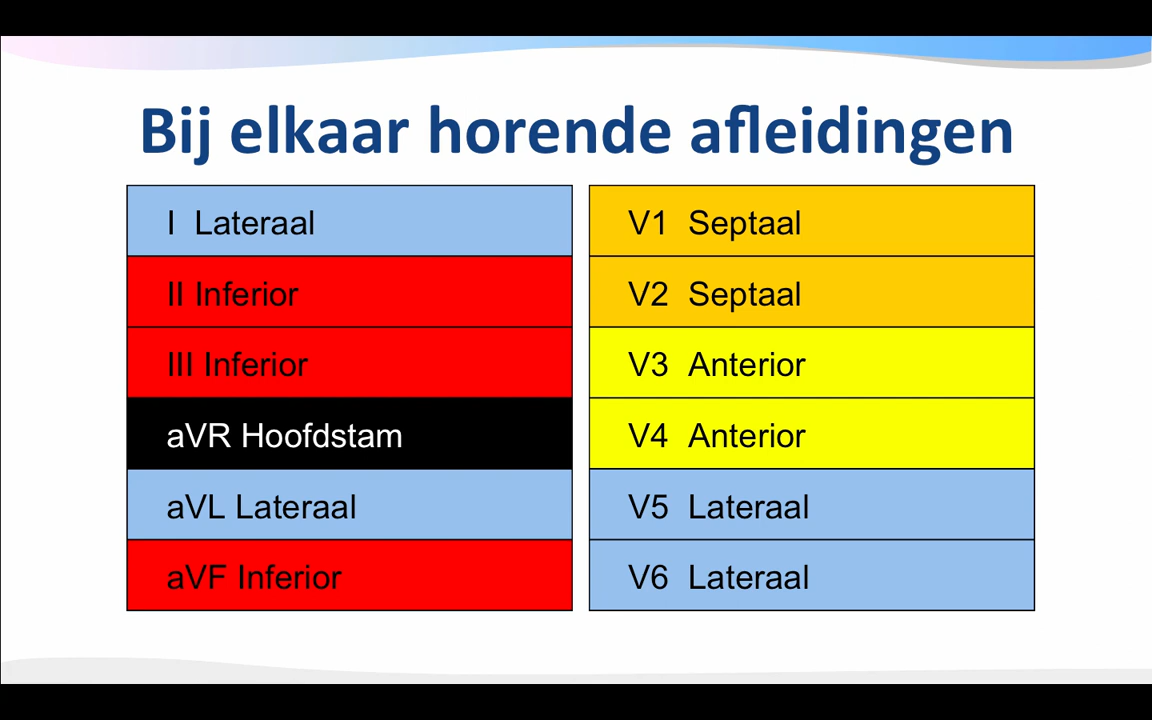 Bij elkaar horende afleidingen
I Lateraal
II Inferior
III Inferior
aVR Hoofdstam
aVL Lateraal
aVF Inferior
V1 Septaal
V2 Septaal
V3 Anterior
V4 Anterior
V5 Lateraal
V6 Lateraal